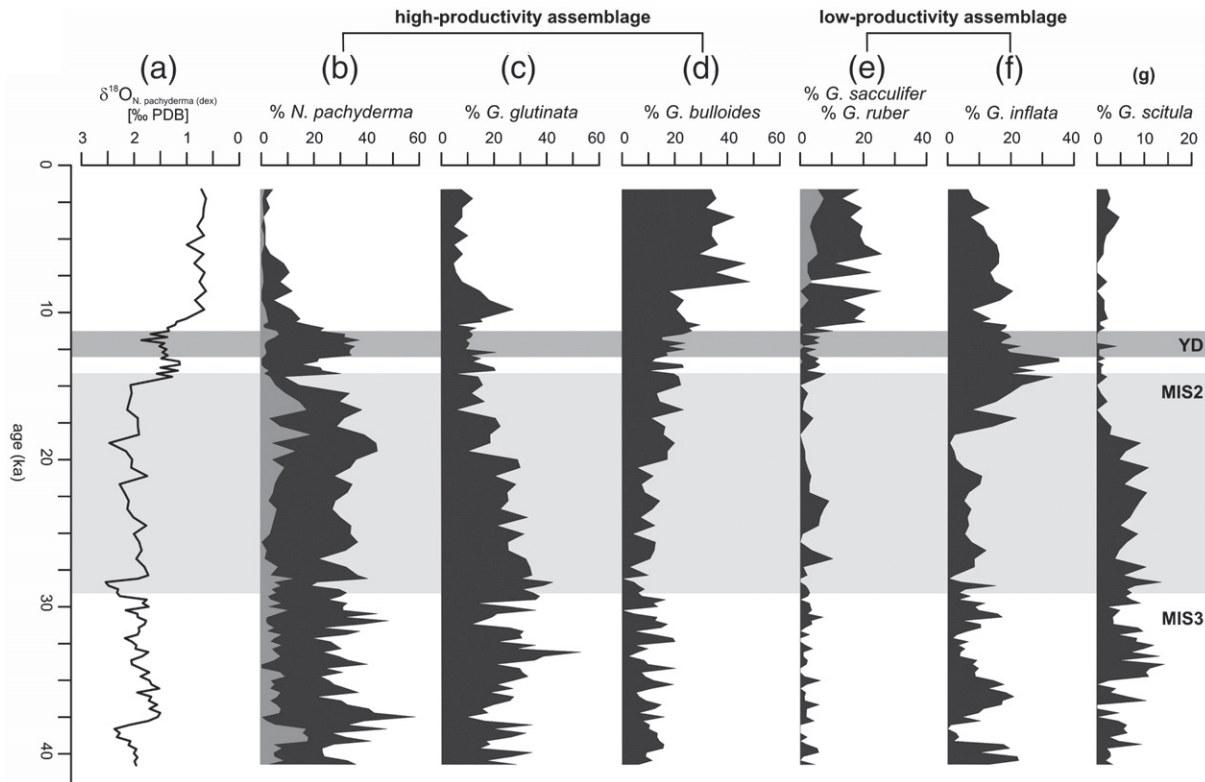 high-productivity assemblage
low-productivity assemblage
(a)
(b)
(c)
(d)
(e)
(f)
(g)
δ18O N. pachyderma (dex)
[‰ PDB]
% N. pachyderma
% G. glutinata
% G. bulloides
% G. sacculifer
% G. ruber
% G. inflata
% G. scitula
3 2 1 0
0 20 40 60
0 20 40 60
0 20 40 60
0 20 40
0 20 40
0 10 20
age (ka)
0
10
20
30
40
YD
MIS2
MIS3